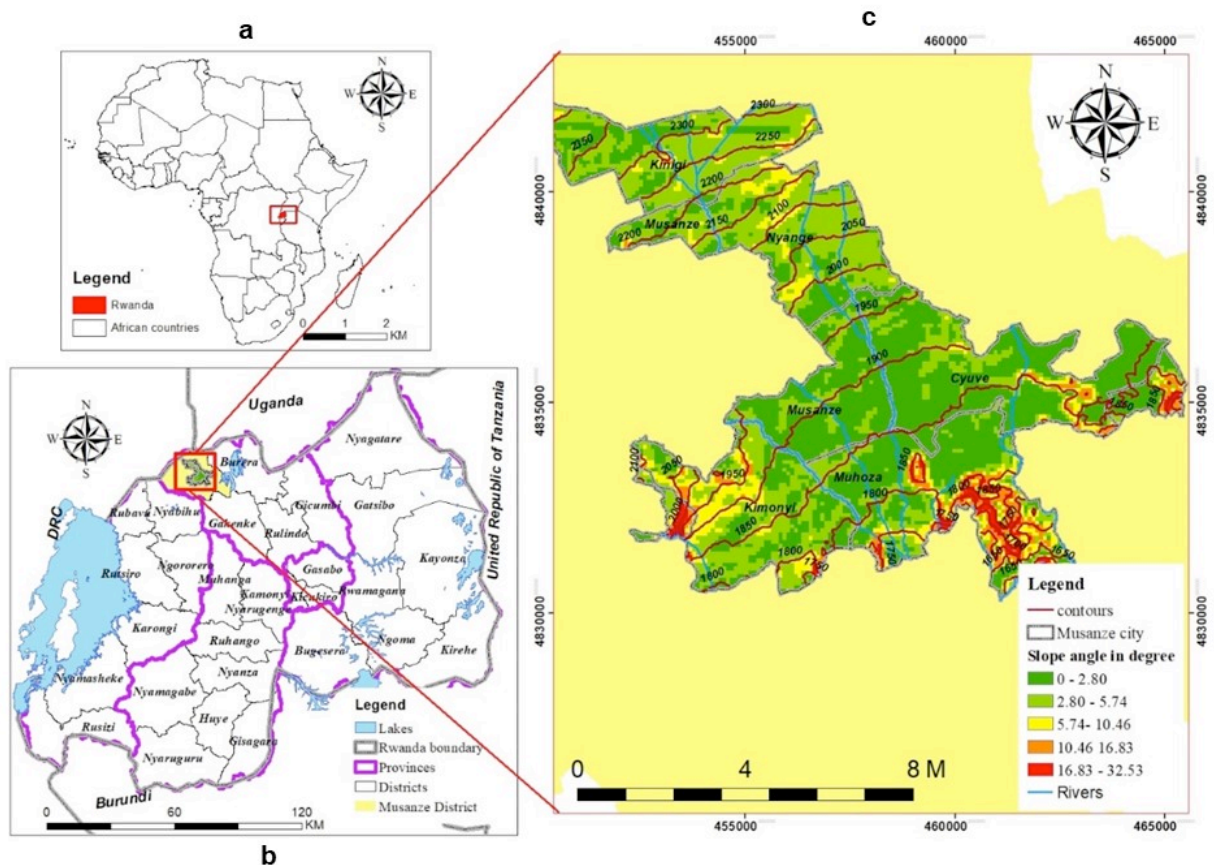 a
N
W E
S
Legend
Rwanda
African countries
0 1 2
KM
Uganda
N
W E
S
Nyagatare
Burera
Gicumbi
Gatsibo
Rubavu
Nyabihu
Gakenke
Rulindo
DRC
United Republic of Tanzania
Kayonza
Rutsiro
Ngororero
Muhanga
Gasabo
Kamonyi
Nyarugenge
Kicukiro
Rwamagana
Karongi
Ruhango
Bugesera
Ngoma
Kirehe
Nyamasheke
Nyamagabe
Nyanza
Rusizi
Huye
Gisagara
Nyaruguru
Burundi
Legend
Lakes
Rwanda boundary
Provinces
Districts
Musanze District
0 60 120
KM
b
c
455000 460000 465000
4840000
4835000
4830000
4840000
4835000
4830000
N
W E
S
2300
2300
2350
2250
Kinigi
2200
2100
Musanze
2150
2200
Nyange
2050
2000
1950
1900
Cyuve
1850
1850
Musanze
2100
2050
1950
Muhoza
1850
1800
1800
Kimonyi
1850
1800
1750
1800
1650
Legend
contours
Musanze city
Slope angle in degree
0 - 2.80
2.80 - 5.74
5.74- 10.46
10.46 16.83
16.83 - 32.53
Rivers
0 4 8 M
455000 460000 465000